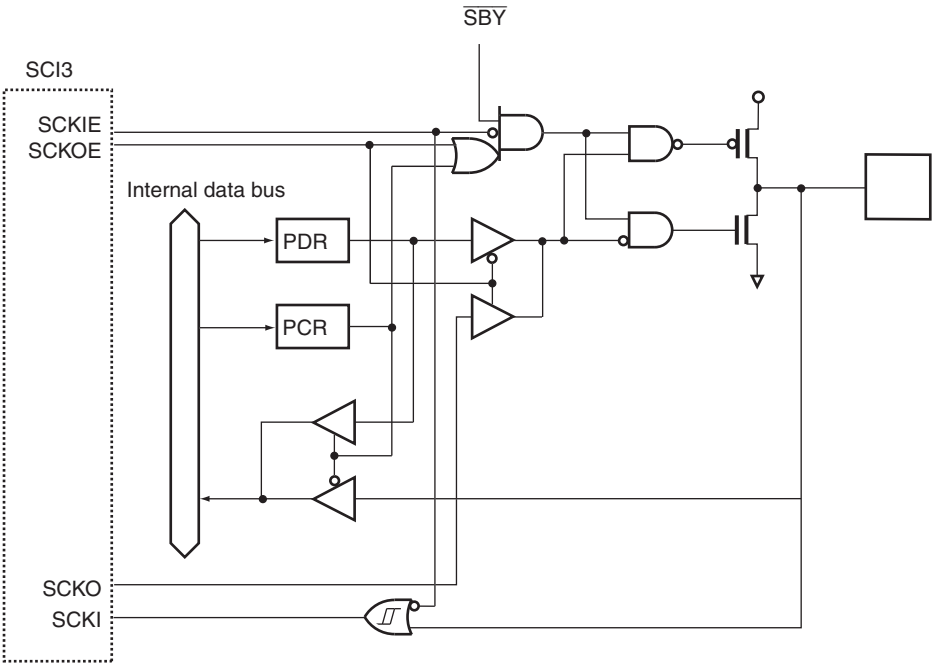 SBY
SCI3
SCKIE
SCKOE
Internal data bus
PDR
PCR
SCKO
SCKI